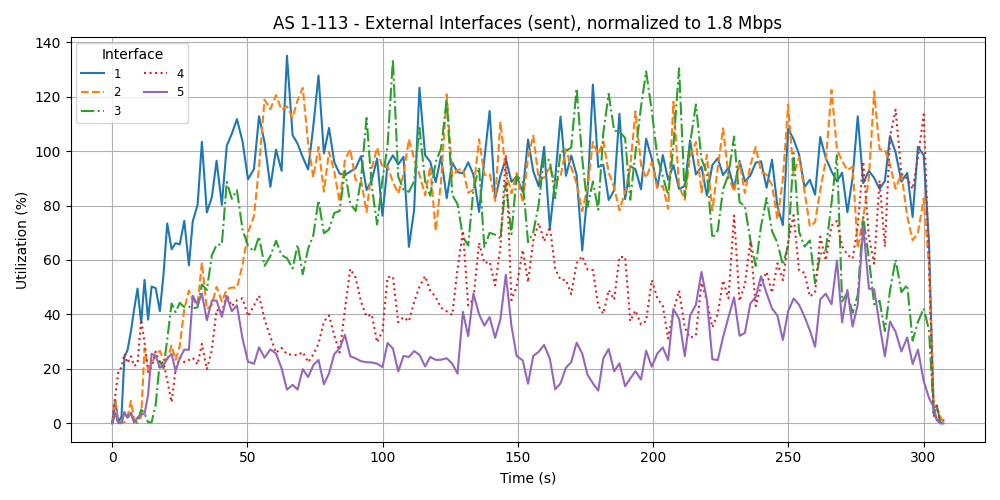 AS 1-113 - External Interfaces (sent), normalized to 1.8 Mbps
Interface
1
2
3
4
5
Utilization (%)
140
120
100
80
60
40
20
0
0 50 100 150 200 250 300
Time (s)